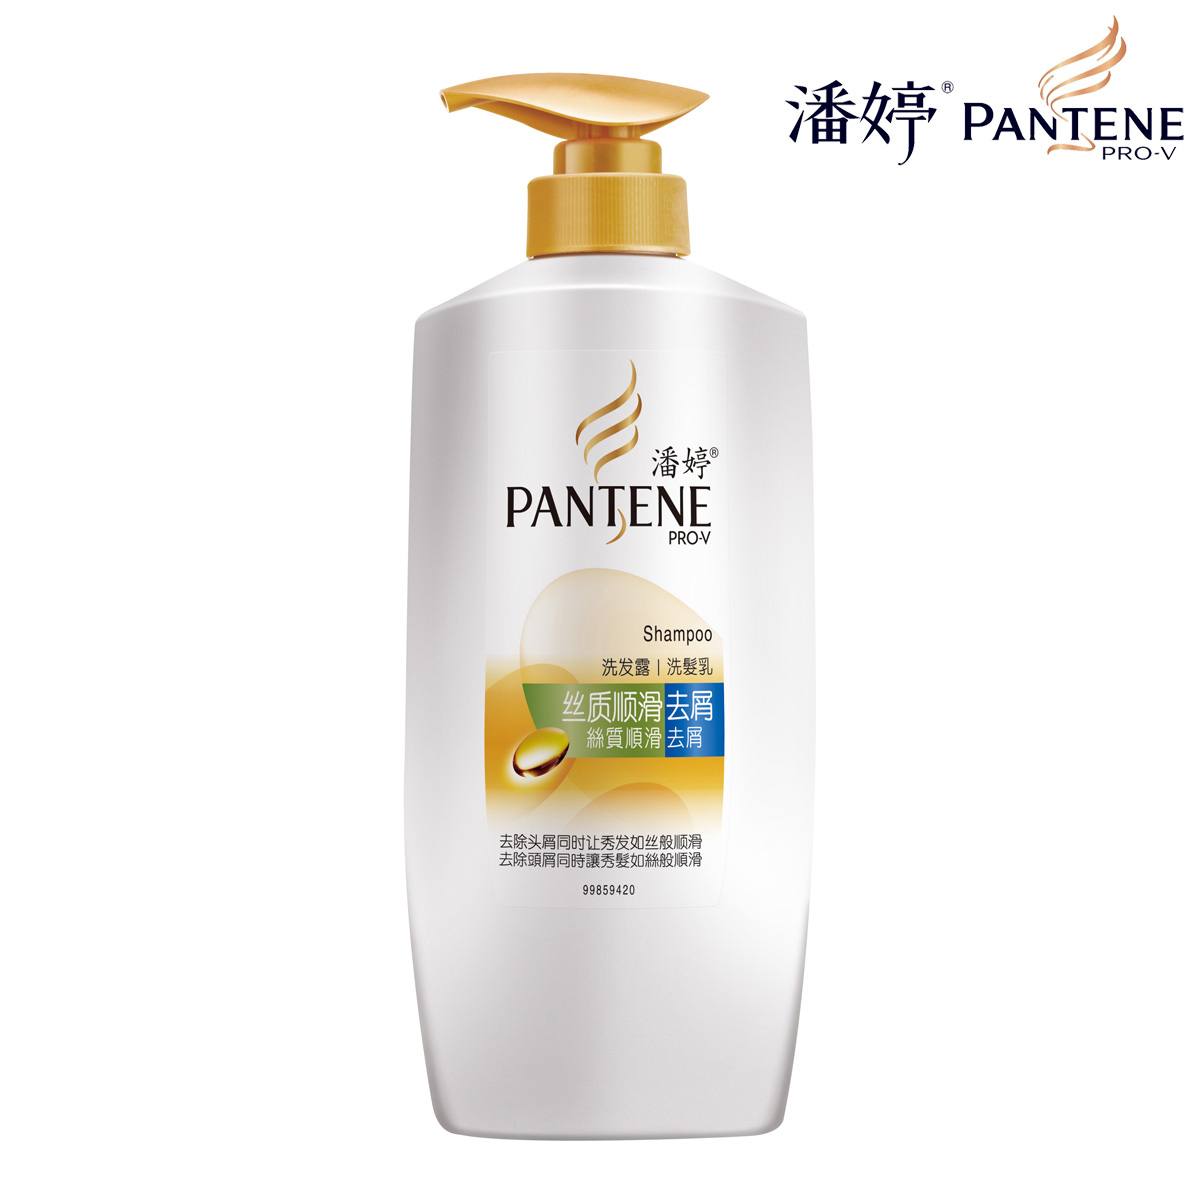 潘婷® PANTENE
PRO-V
潘婷®
PANTENE
PRO-V
Shampoo
洗发露 | 洗髮乳
丝质顺滑 去屑
絲質順滑 去屑
去除头屑同时让秀发如丝般顺滑
去除頭屑同時讓秀髮如絲般順滑
99859420